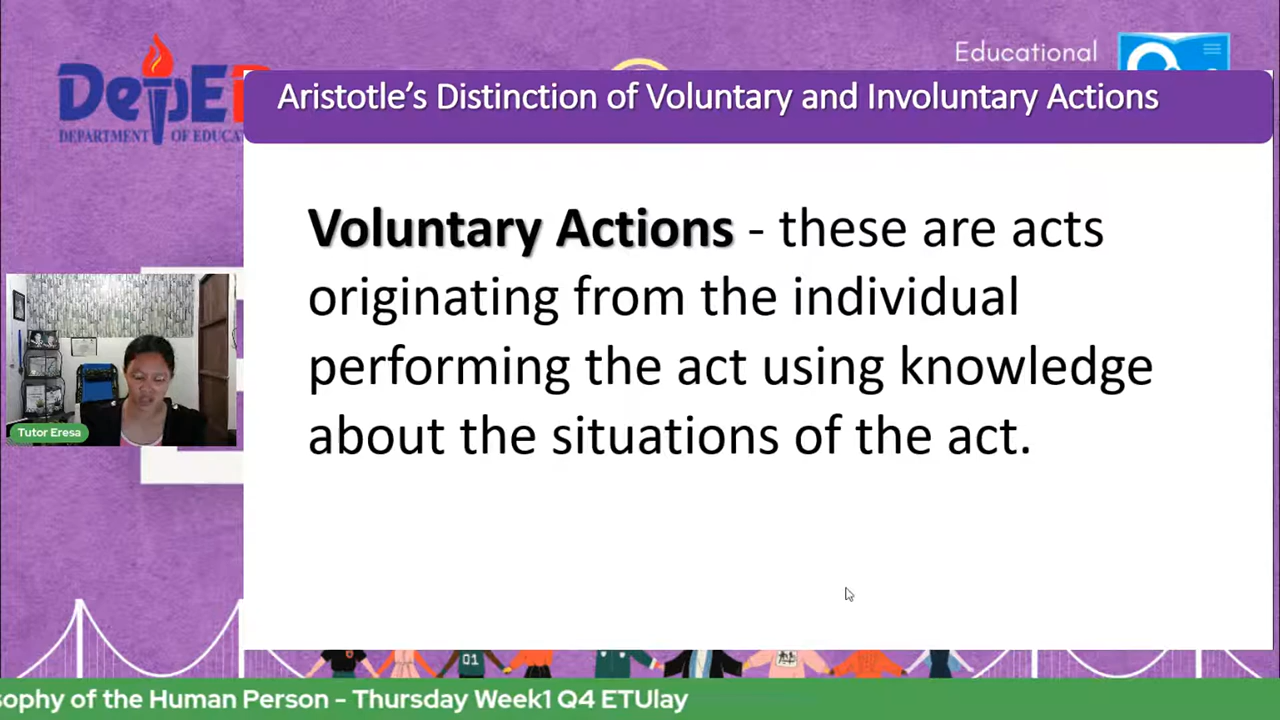 Educational
DepED
DEPARTMENT OF EDUCA
Aristotle's Distinction of Voluntary and Involuntary Actions
Voluntary Actions - these are acts
originating from the individual
performing the act using knowledge
about the situations of the act.
Tutor Eresa
01
sophy of the Human Person - Thursday Week1 Q4 ETUlay